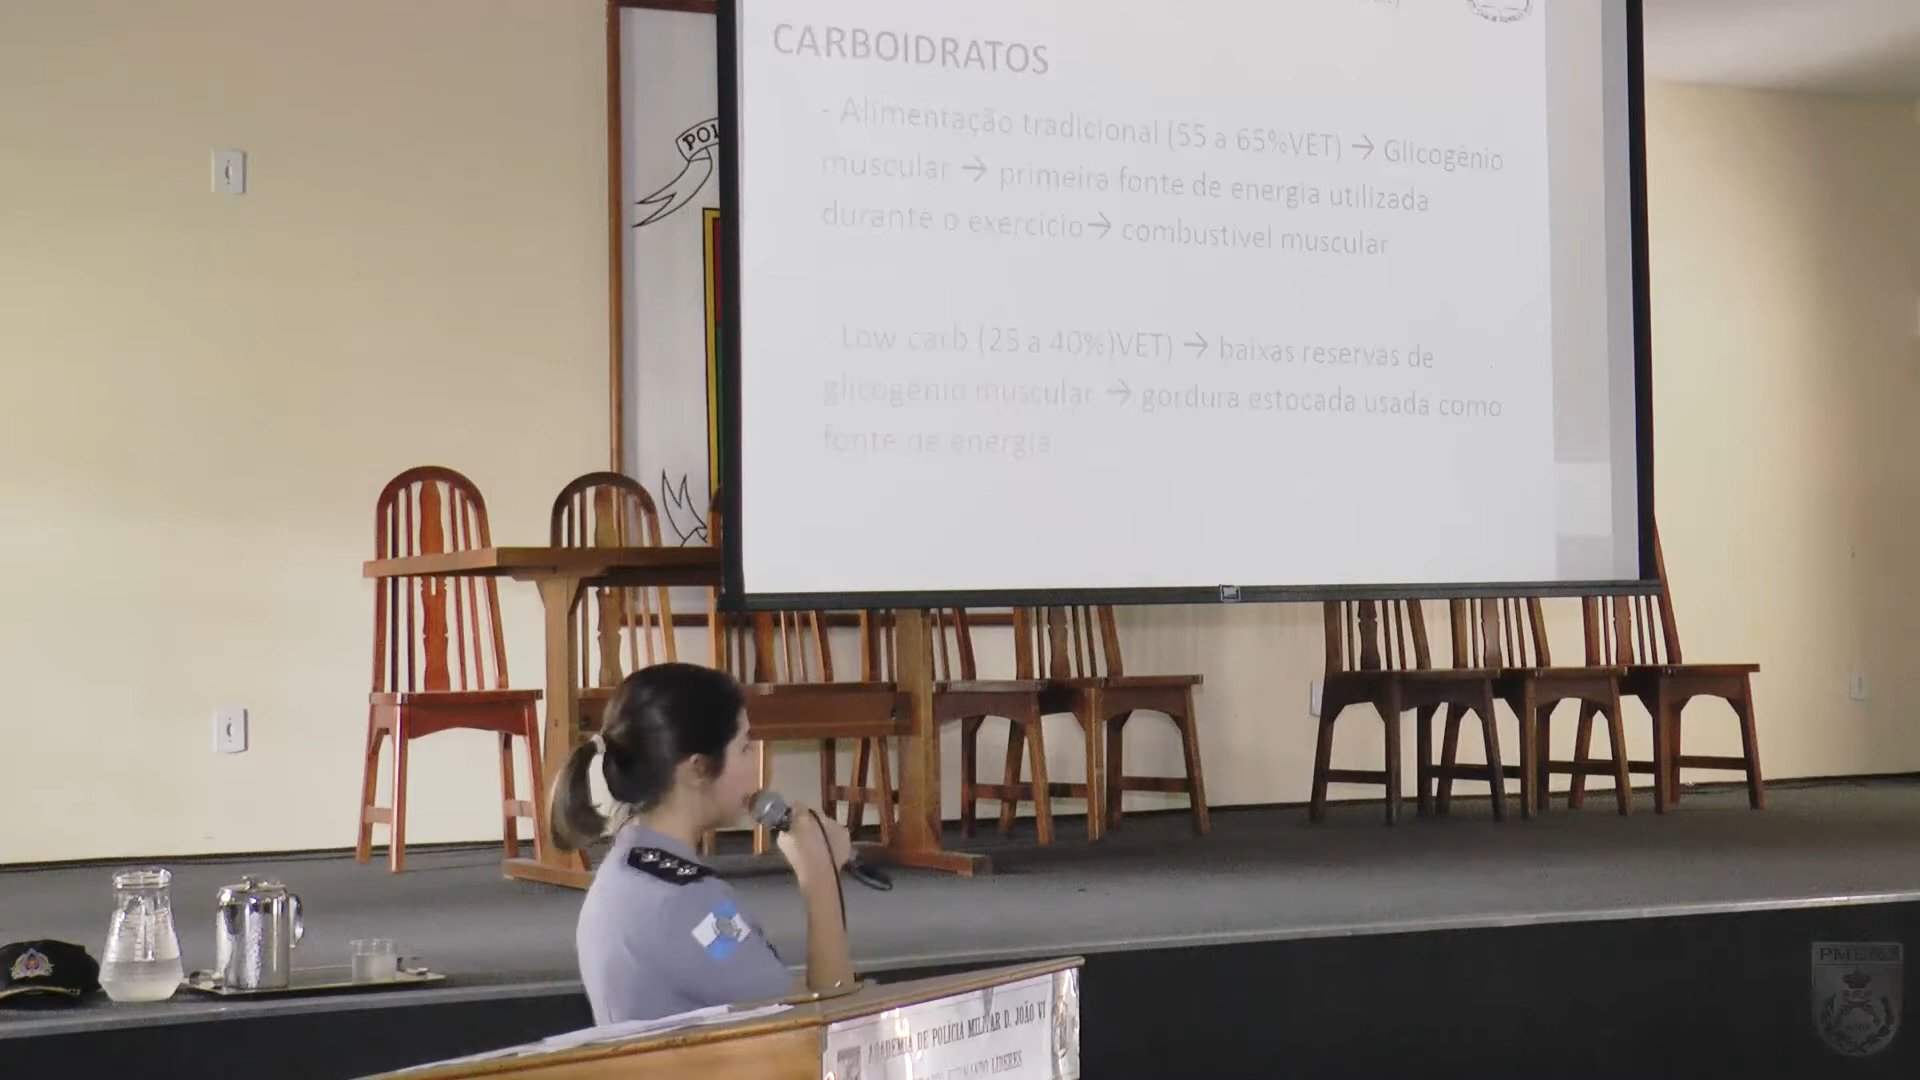 CARBOIDRATOS
- Alimentação tradicional (55 a 65%VET) → Glicogênio
muscular → primeira fonte de energia utilizada
durante o exercício → combustível muscular
Low carb (25 a 40%)VET) → baixas reservas de
glicogênio muscular → gordura estocada usada como
fonte de energia
POL
ACADEMIA DE POLÍCIA MILITAR D. JOÃO VI
PMERJ